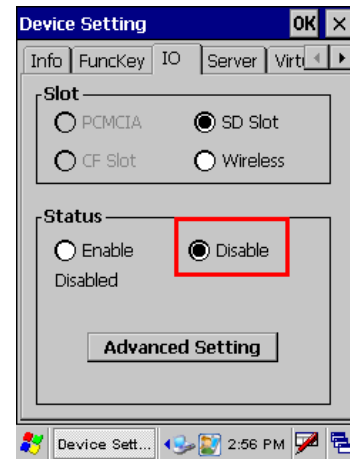 Device Setting OK ×
Info FuncKey IO Server Virtu
Slot
PCMCIA SD Slot
CF Slot Wireless
Status
Enable Disable
Disabled
Advanced Setting
Device Sett... 2:56 PM